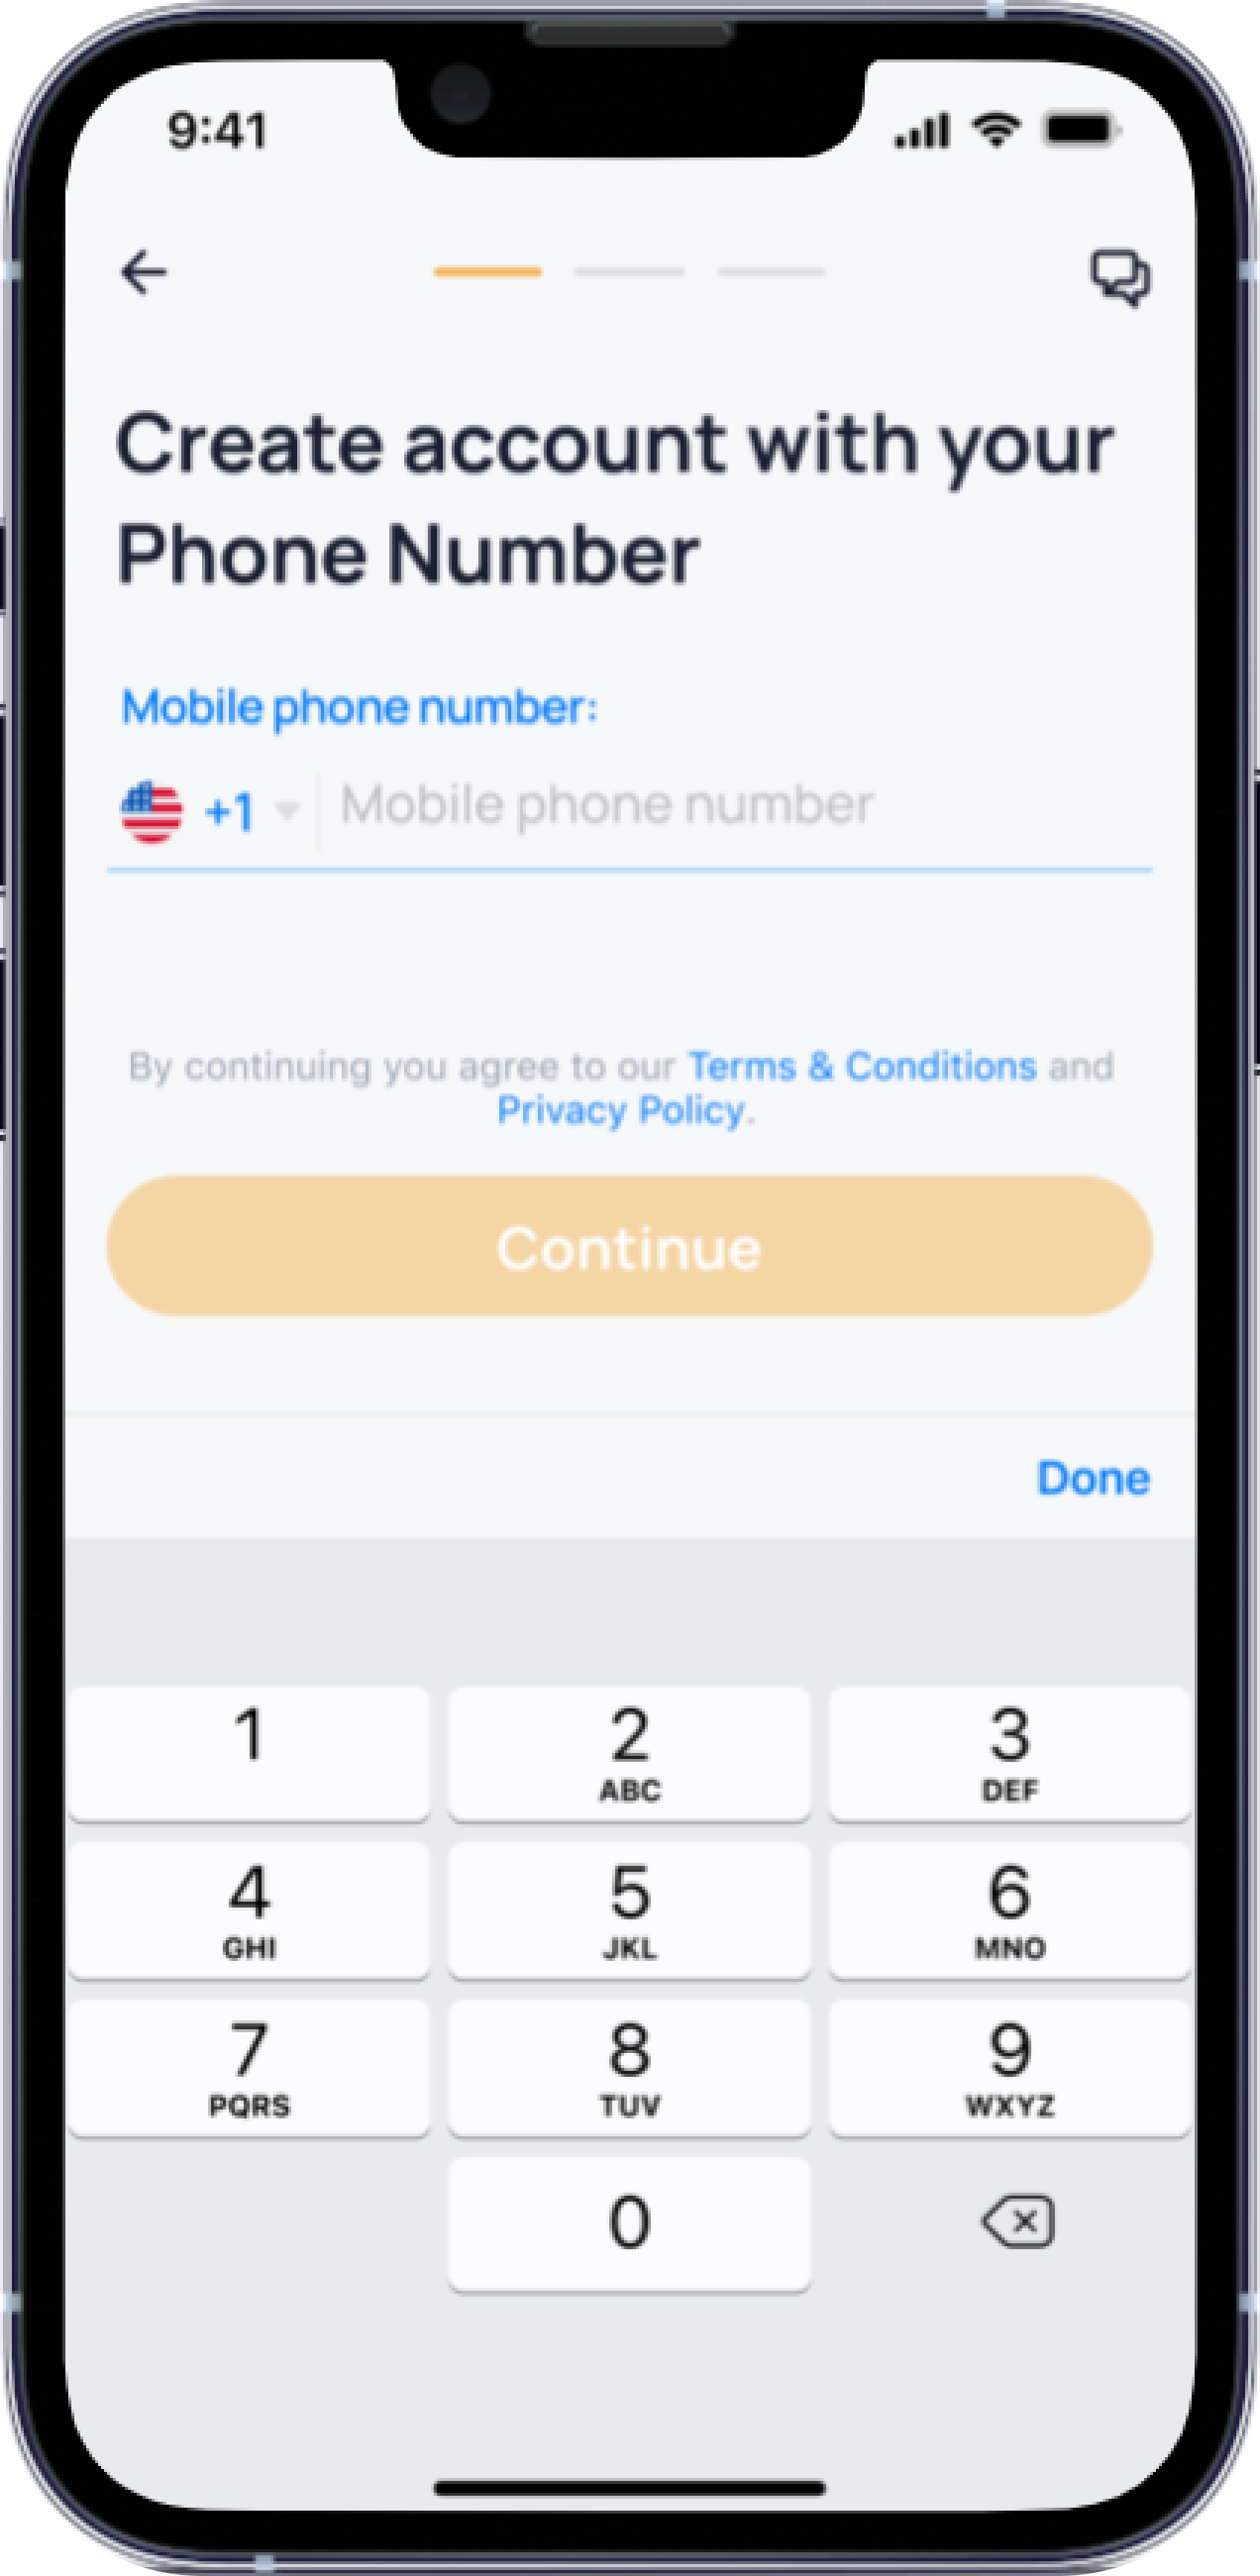 9:41
Create account with your
Phone Number
Mobile phone number:
+1 Mobile phone number
By continuing you agree to our Terms & Conditions and
Privacy Policy.
Continue
Done
1 2 3
ABC DEF
4 5 6
GHI JKL MNO
7 8 9
PQRS TUV WXYZ
0